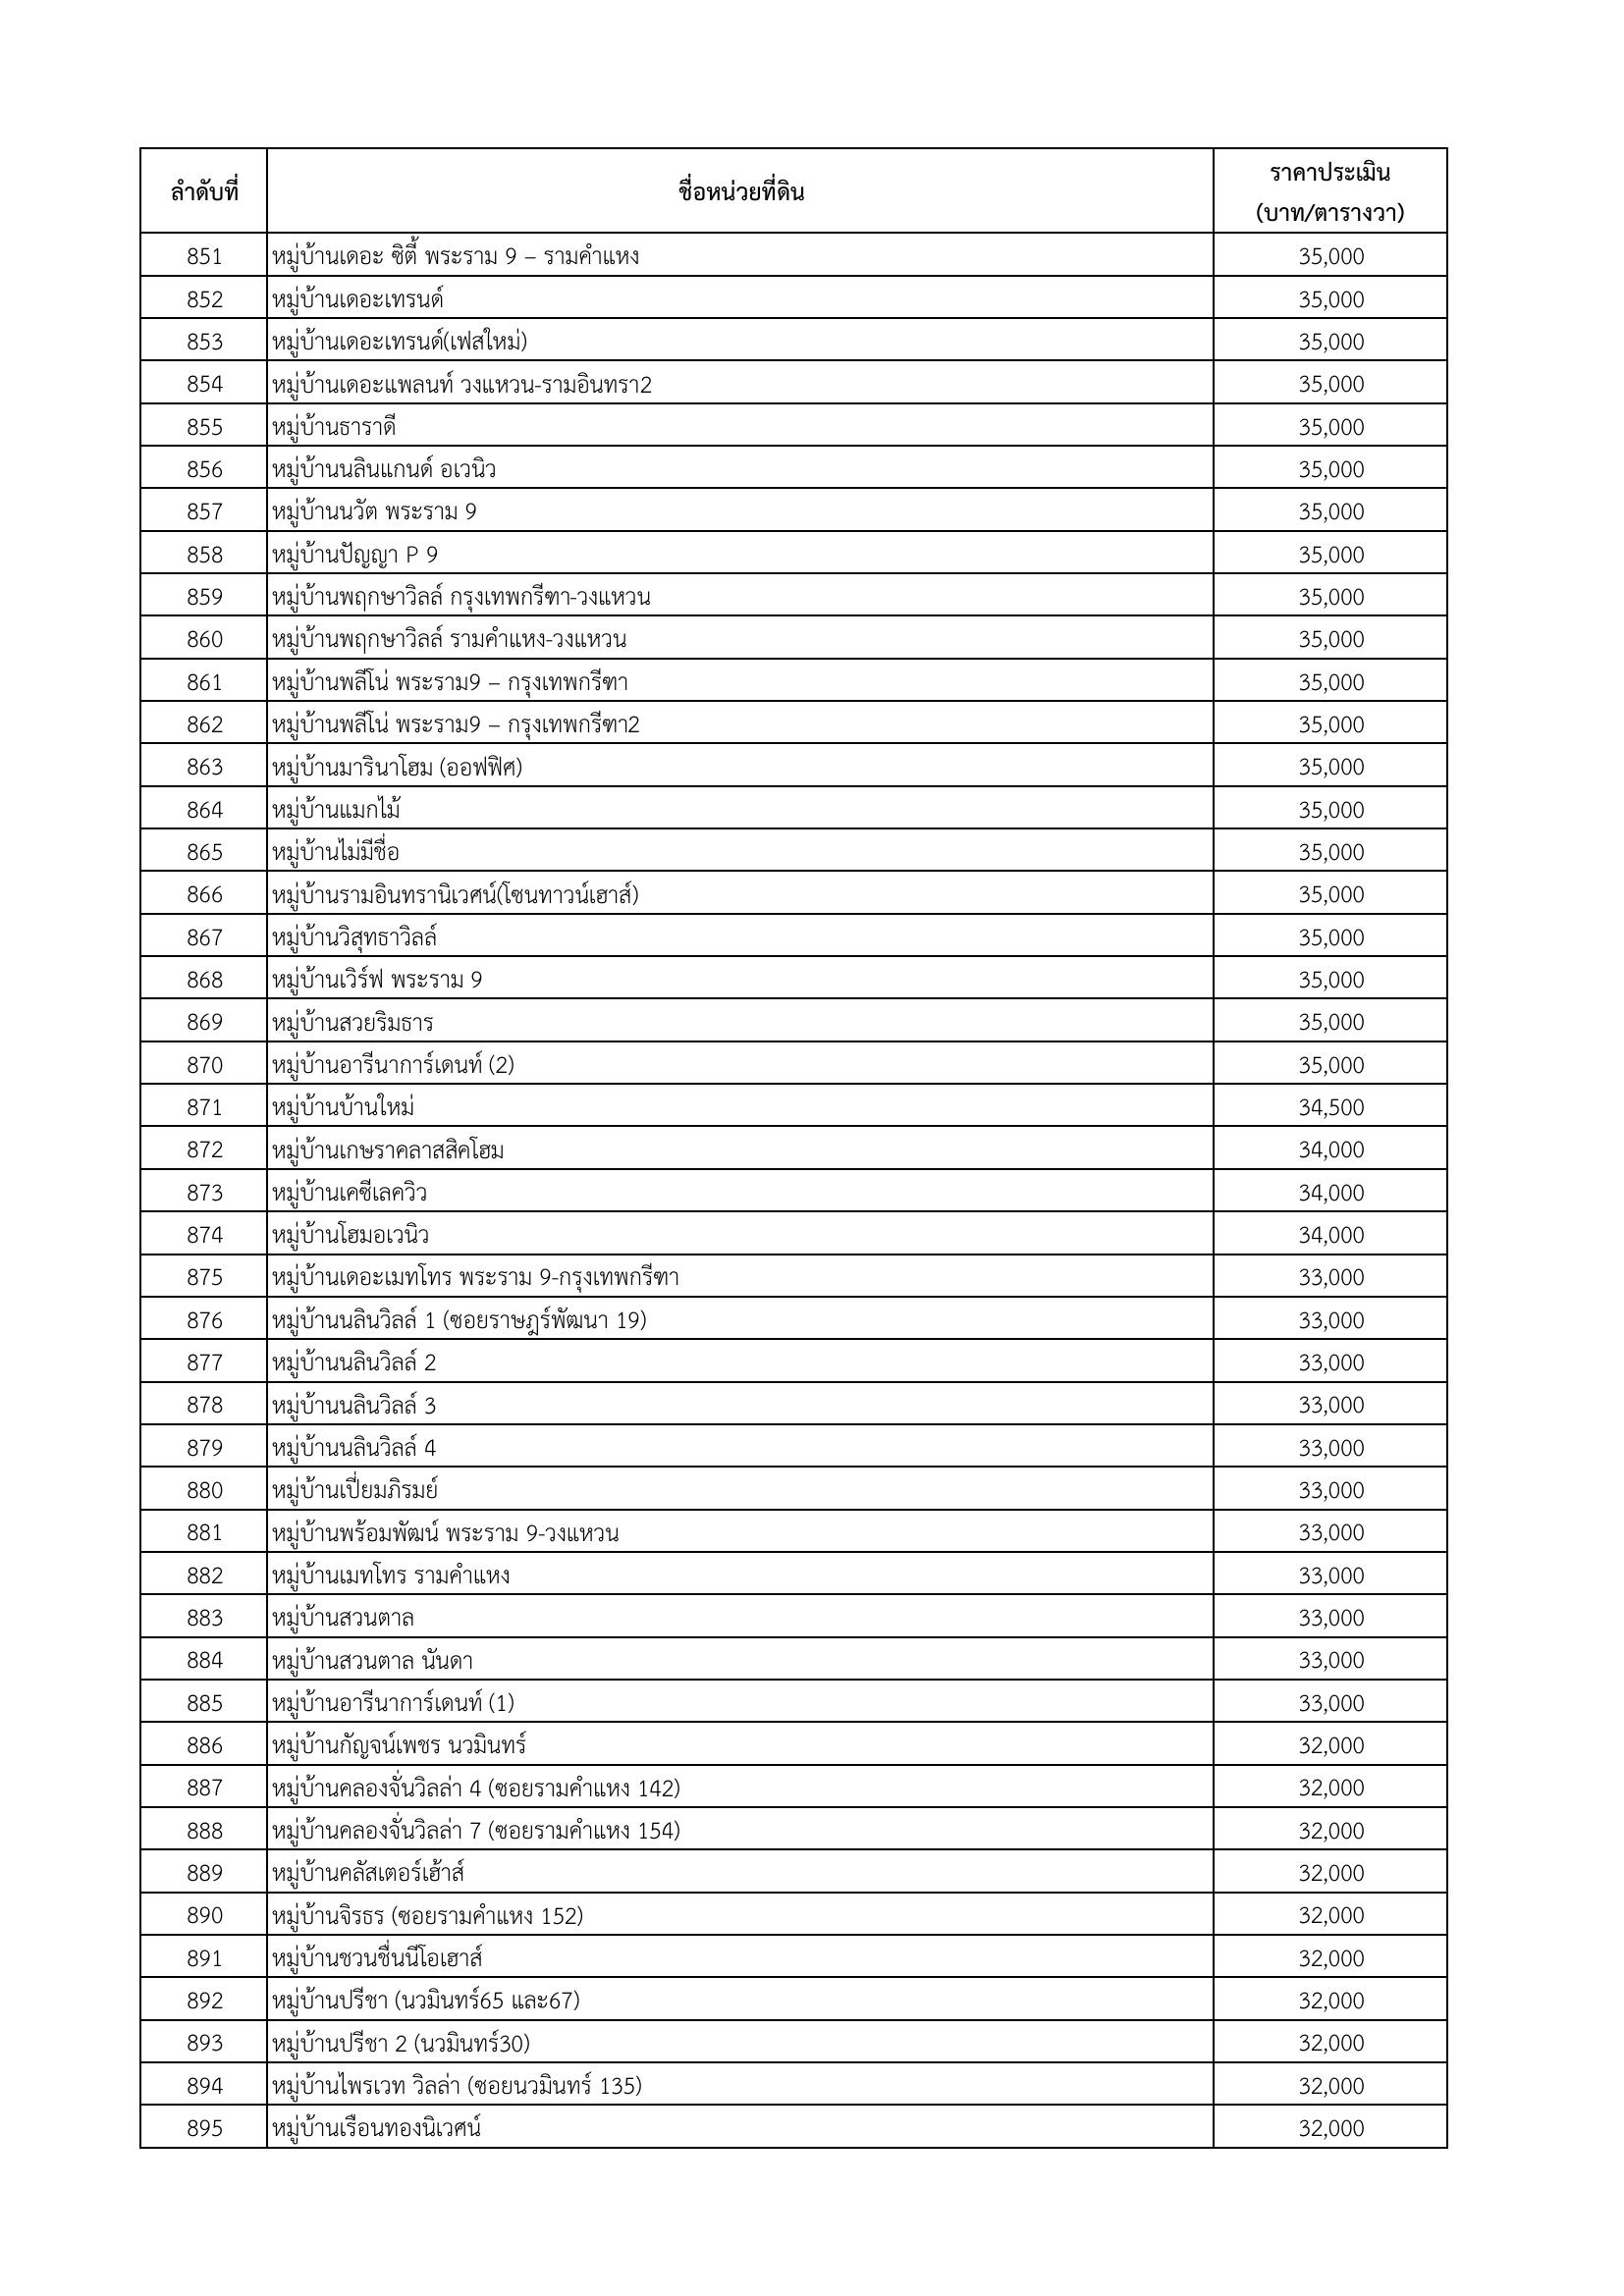 ลำดับที่ ชื่อหน่วยที่ดิน ราคาประเมิน
(บาท/ตารางวา)
851 หมู่บ้านเดอะ ซิตี้ พระราม 9 – รามคำแหง 35,000
852 หมู่บ้านเดอะเทรนด์ 35,000
853 หมู่บ้านเดอะเทรนด์(เฟสใหม่) 35,000
854 หมู่บ้านเดอะแพลนท์ วงแหวน-รามอินทรา2 35,000
855 หมู่บ้านธาราดี 35,000
856 หมู่บ้านนลินแกนด์ อเวนิว 35,000
857 หมู่บ้านนวัต พระราม 9 35,000
858 หมู่บ้านปัญญา P 9 35,000
859 หมู่บ้านพฤกษาวิลล์ กรุงเทพกรีฑา-วงแหวน 35,000
860 หมู่บ้านพฤกษาวิลล์ รามคำแหง-วงแหวน 35,000
861 หมู่บ้านพลีโน่ พระราม9 – กรุงเทพกรีฑา 35,000
862 หมู่บ้านพลีโน่ พระราม9 – กรุงเทพกรีฑา2 35,000
863 หมู่บ้านมารินาโฮม (ออฟฟิศ) 35,000
864 หมู่บ้านแมกไม้ 35,000
865 หมู่บ้านไม่มีชื่อ 35,000
866 หมู่บ้านรามอินทรานิเวศน์(โซนทาวน์เฮาส์) 35,000
867 หมู่บ้านวิสุทธาวิลล์ 35,000
868 หมู่บ้านเวิร์ฟ พระราม 9 35,000
869 หมู่บ้านสวยริมธาร 35,000
870 หมู่บ้านอารีนาการ์เดนท์ (2) 35,000
871 หมู่บ้านบ้านใหม่ 34,500
872 หมู่บ้านเกษราคลาสสิคโฮม 34,000
873 หมู่บ้านเคซีเลควิว 34,000
874 หมู่บ้านโฮมอเวนิว 34,000
875 หมู่บ้านเดอะเมทโทร พระราม 9-กรุงเทพกรีฑา 33,000
876 หมู่บ้านนลินวิลล์ 1 (ซอยราษฎร์พัฒนา 19) 33,000
877 หมู่บ้านนลินวิลล์ 2 33,000
878 หมู่บ้านนลินวิลล์ 3 33,000
879 หมู่บ้านนลินวิลล์ 4 33,000
880 หมู่บ้านเปี่ยมภิรมย์ 33,000
881 หมู่บ้านพร้อมพัฒน์ พระราม 9-วงแหวน 33,000
882 หมู่บ้านเมทโทร รามคำแหง 33,000
883 หมู่บ้านสวนตาล 33,000
884 หมู่บ้านสวนตาล นันดา 33,000
885 หมู่บ้านอารีนาการ์เดนท์ (1) 33,000
886 หมู่บ้านกัญจน์เพชร นวมินทร์ 32,000
887 หมู่บ้านคลองจั่นวิลล่า 4 (ซอยรามคำแหง 142) 32,000
888 หมู่บ้านคลองจั่นวิลล่า 7 (ซอยรามคำแหง 154) 32,000
889 หมู่บ้านคลัสเตอร์เฮ้าส์ 32,000
890 หมู่บ้านจิรธร (ซอยรามคำแหง 152) 32,000
891 หมู่บ้านชวนชื่นนีโอเฮาส์ 32,000
892 หมู่บ้านปรีชา (นวมินทร์65 และ67) 32,000
893 หมู่บ้านปรีชา 2 (นวมินทร์30) 32,000
894 หมู่บ้านไพรเวท วิลล่า (ซอยนวมินทร์ 135) 32,000
895 หมู่บ้านเรือนทองนิเวศน์ 32,000